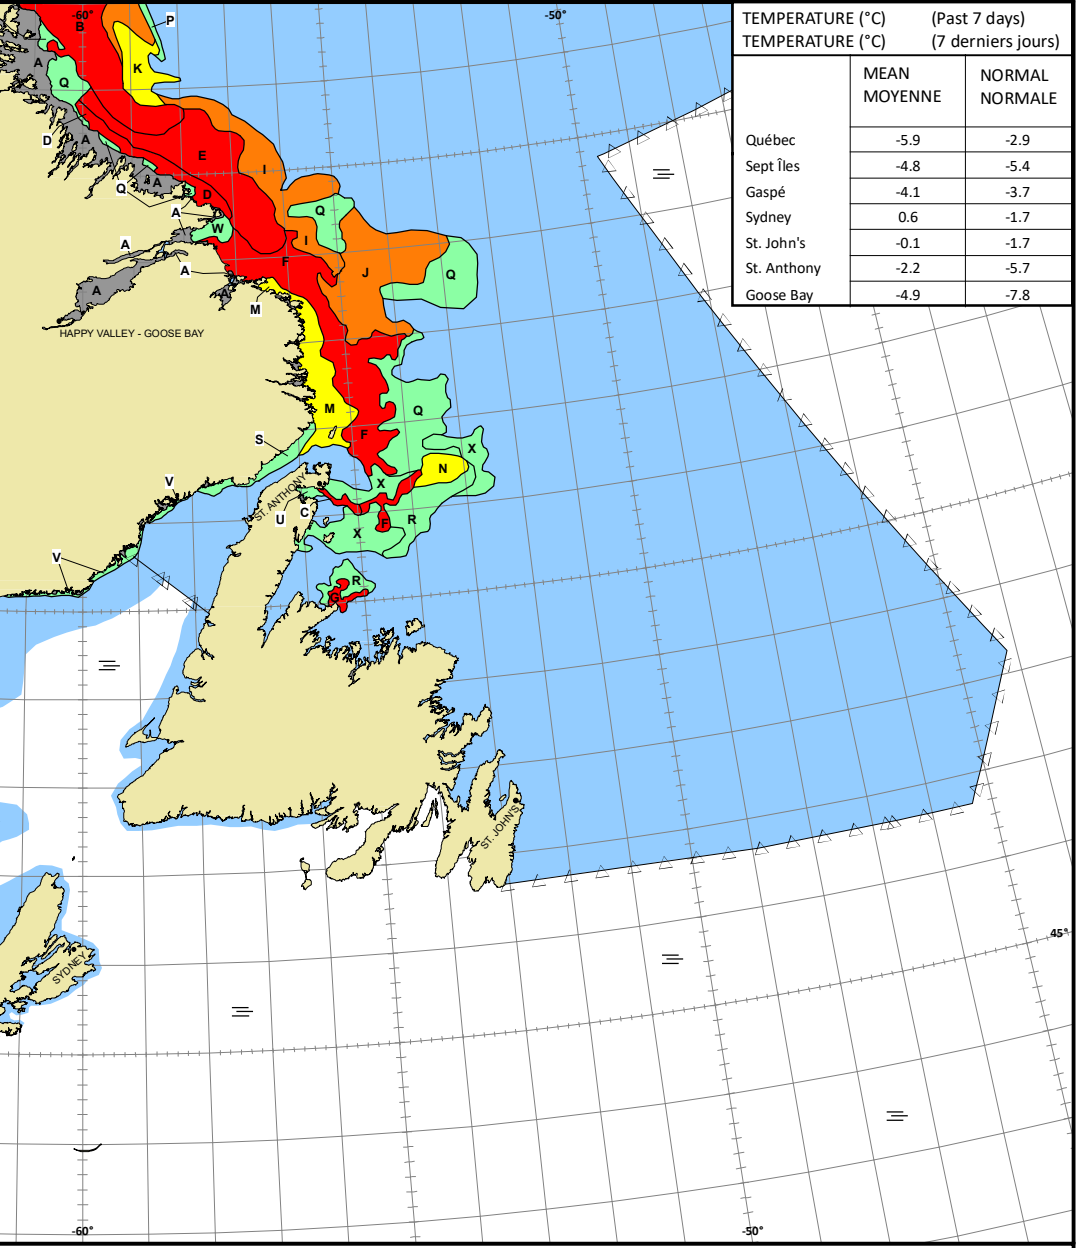 -60°
-50°
TEMPERATURE (°C) (Past 7 days)
TEMPERATURE (°C) (7 derniers jours)
MEAN NORMAL
MOYENNE NORMALE
Québec -5.9 -2.9
Sept Îles -4.8 -5.4
Gaspé -4.1 -3.7
Sydney 0.6 -1.7
St. John's -0.1 -1.7
St. Anthony -2.2 -5.7
Goose Bay -4.9 -7.8
B
P
A
K
Q
D
A
E
I
A
Q
D
Q
A
W
I
A
F
J
Q
A
A
A
M
HAPPY VALLEY - GOOSE BAY
M
Q
F
S
X
N
V
ST. ANTHONY
X
U
C
R
F
X
V
R
G
ST. JOHN'S
45°
SYDNEY
-60°
-50°